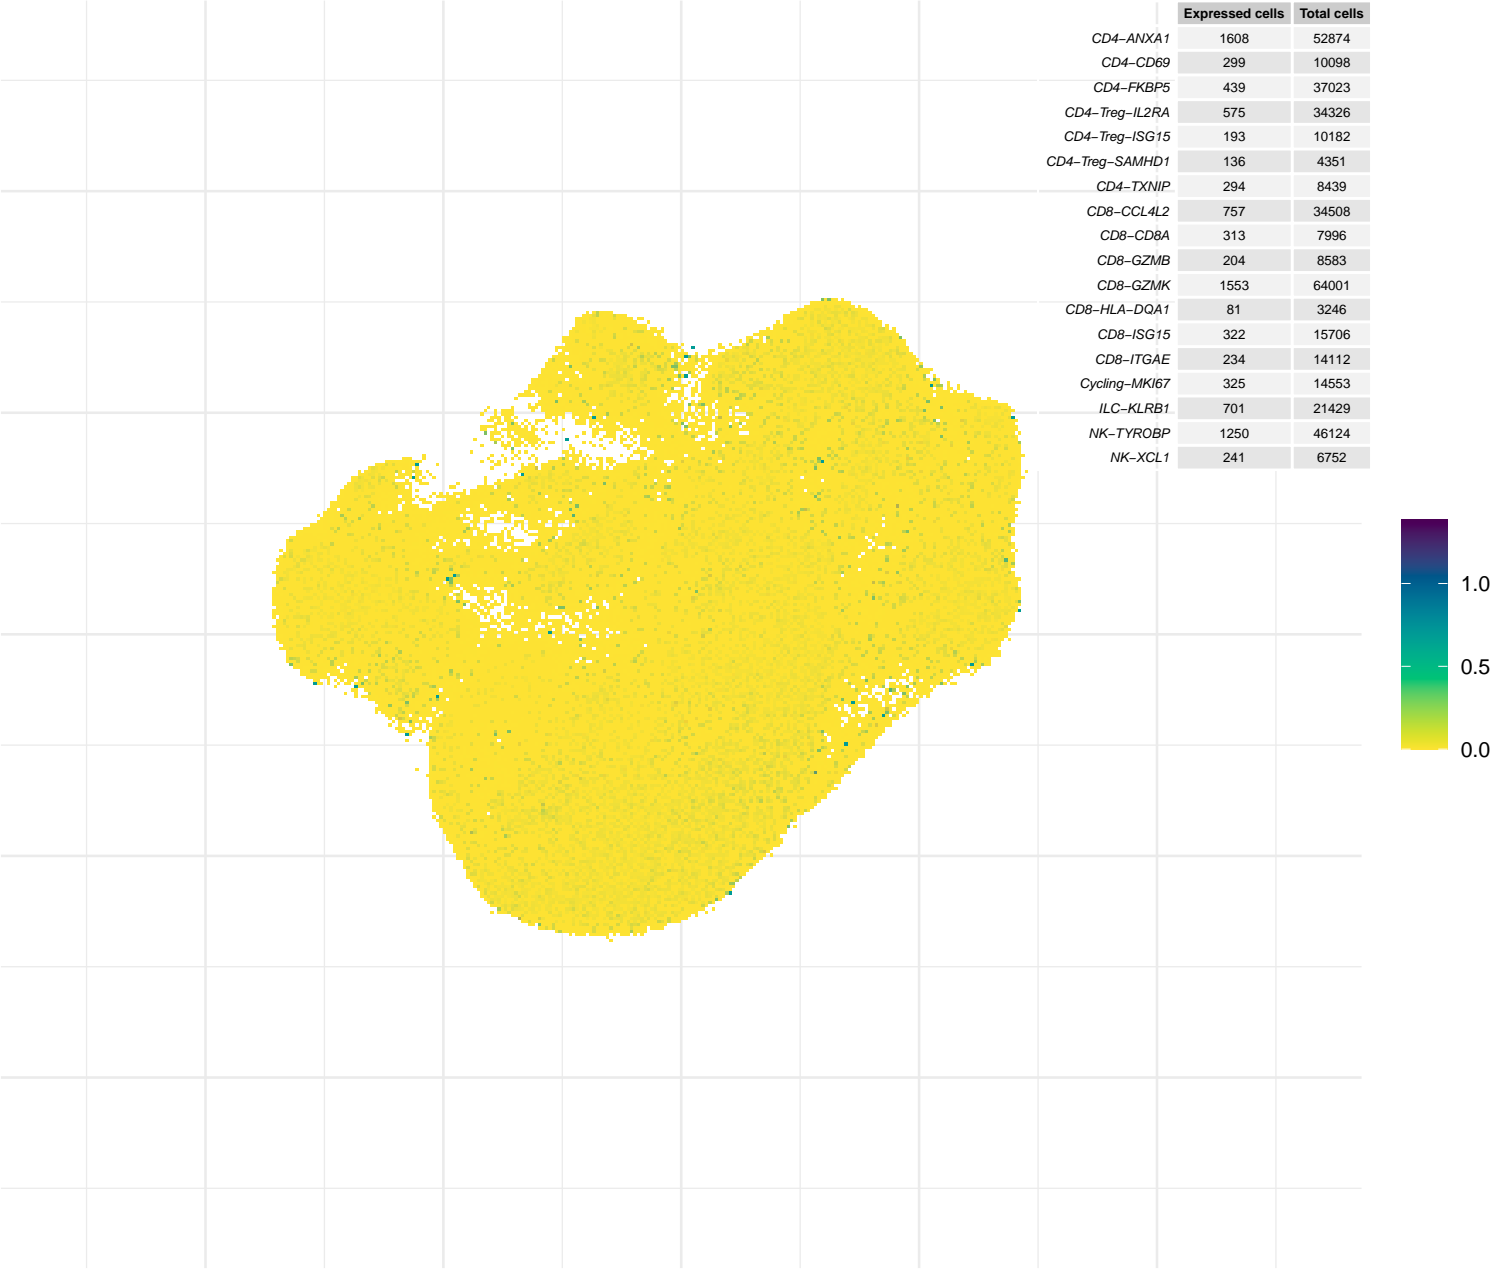 Expressed cells Total cells
CD4−ANXA1 1608 52874
CD4−CD69 299 10098
CD4−FKBP5 439 37023
CD4−Treg−IL2RA 575 34326
CD4−Treg−ISG15 193 10182
CD4−Treg−SAMHD1 136 4351
CD4−TXNIP 294 8439
CD8−CCL4L2 757 34508
CD8−CD8A 313 7996
CD8−GZMB 204 8583
CD8−GZMK 1553 64001
CD8−HLA−DQA1 81 3246
CD8−ISG15 322 15706
CD8−ITGAE 234 14112
Cycling−MKI67 325 14553
ILC−KLRB1 701 21429
NK−TYROBP 1250 46124
NK−XCL1 241 6752
1.0
0.5
0.0